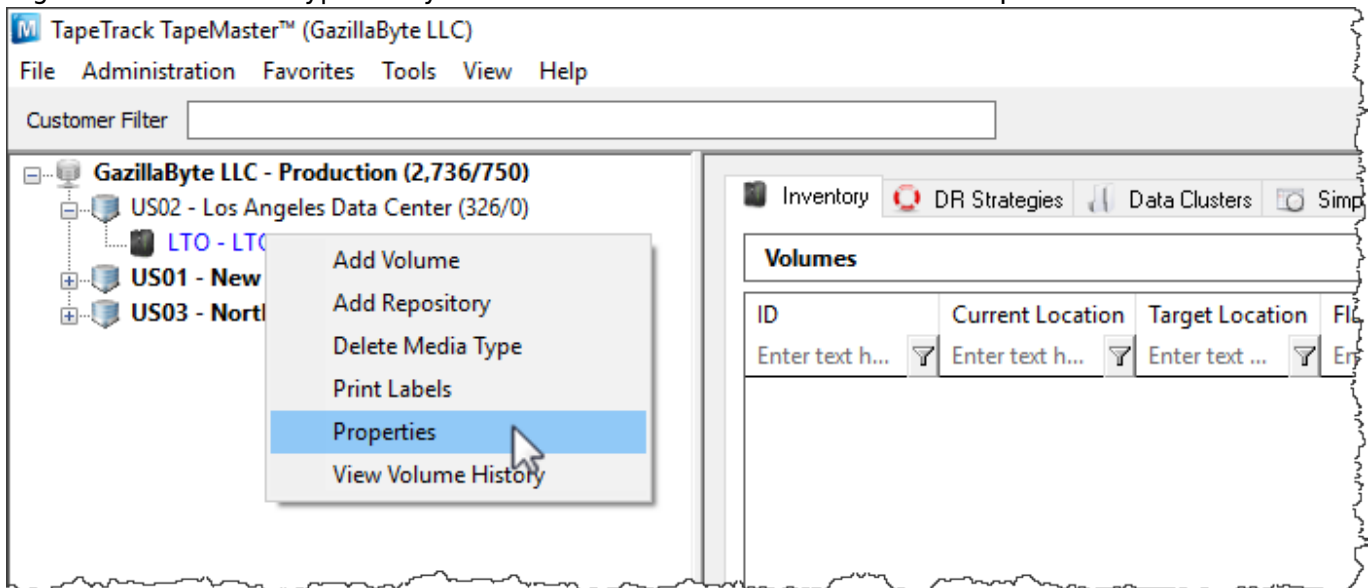 TapeTrack TapeMaster™ (GazillaByte LLC)
File Administration Favorites Tools View Help
Customer Filter
GazillaByte LLC - Production (2,736/750)
US02 - Los Angeles Data Center (326/0)
LTO - LTO
US01 - New
US03 - North
Add Volume
Add Repository
Delete Media Type
Print Labels
Properties
View Volume History
Inventory DR Strategies Data Clusters Simp
Volumes
ID Current Location Target Location
Enter text h... Enter text h... Enter text ...